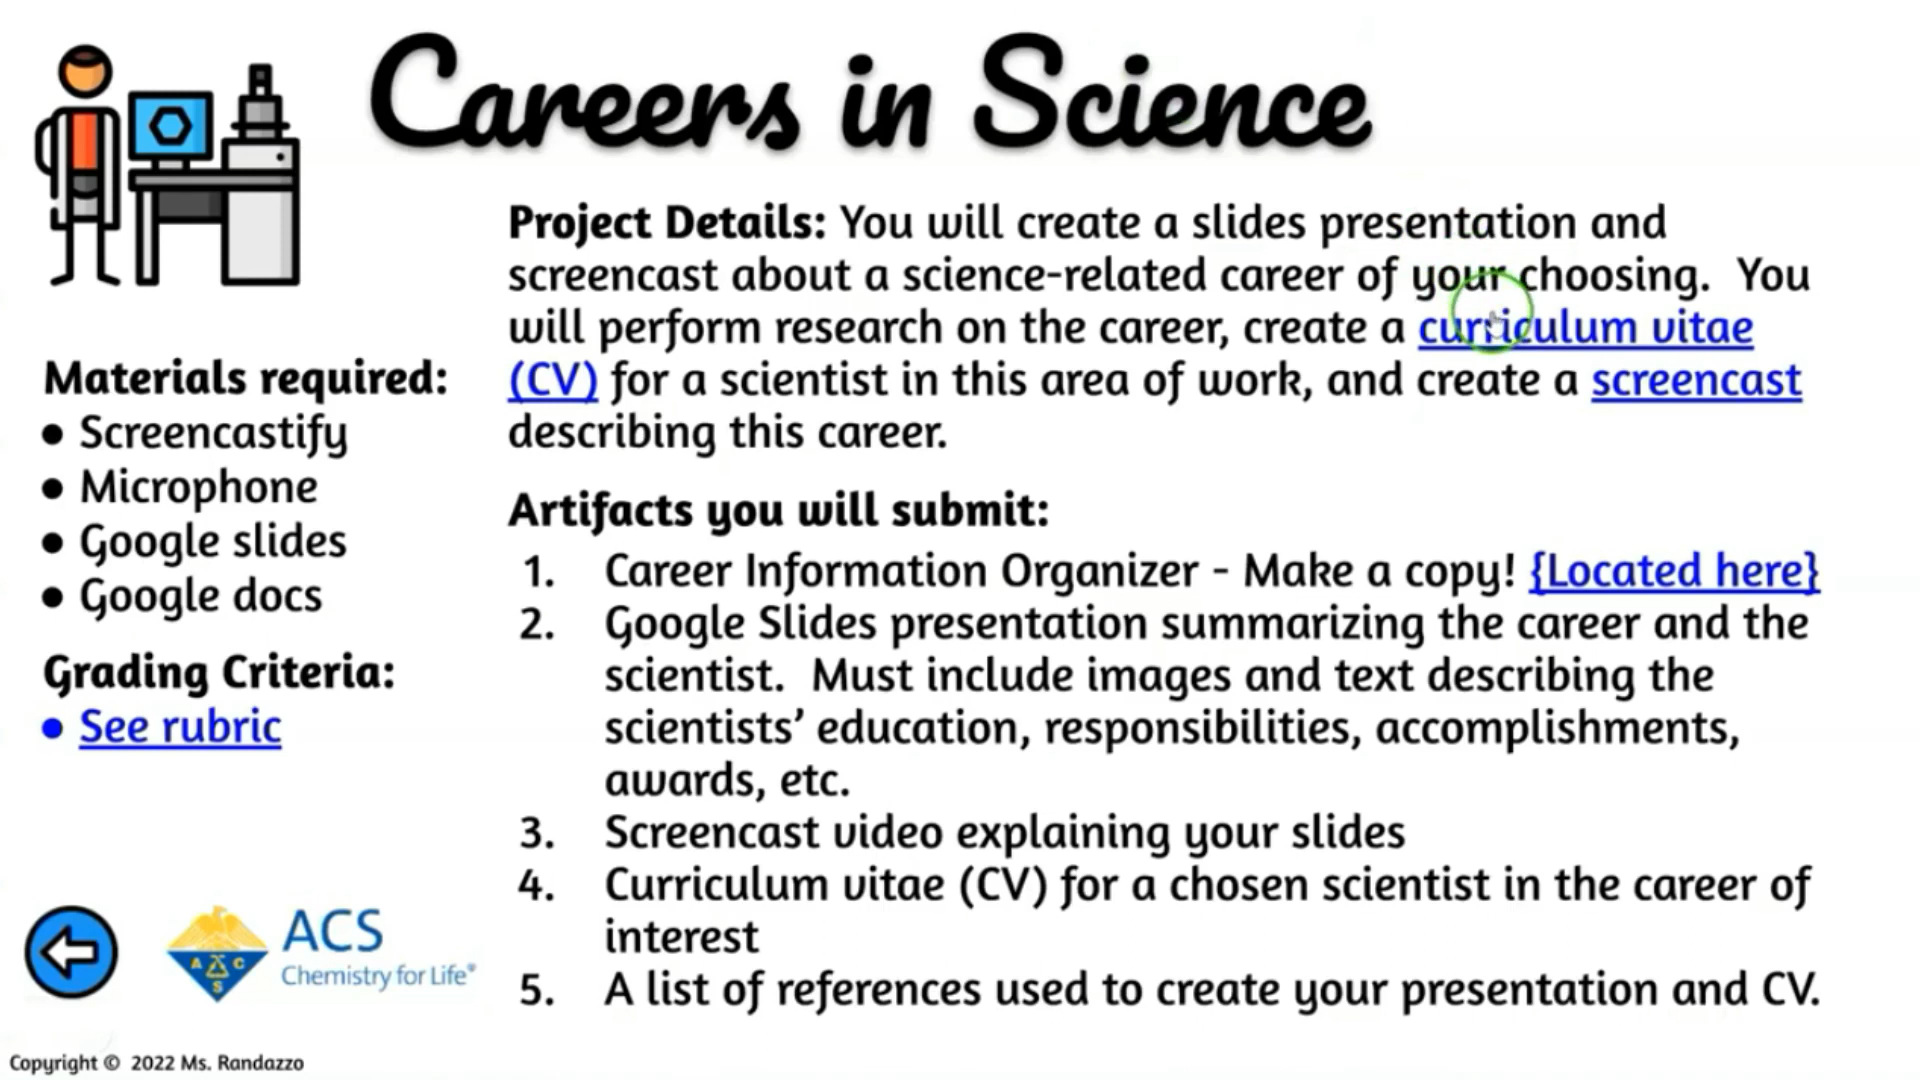 Careers in Science
Project Details: You will create a slides presentation and
screencast about a science-related career of your choosing.  You
will perform research on the career, create a curriculum vitae
(CV) for a scientist in this area of work, and create a screencast
describing this career.
Materials required:
● Screencastify
● Microphone
● Google slides
● Google docs
Grading Criteria:
● See rubric
Artifacts you will submit:
1. Career Information Organizer - Make a copy! {Located here}
2. Google Slides presentation summarizing the career and the
scientist.  Must include images and text describing the
scientists’ education, responsibilities, accomplishments,
awards, etc.
3. Screencast video explaining your slides
4. Curriculum vitae (CV) for a chosen scientist in the career of
interest
5. A list of references used to create your presentation and CV.
A C S
ACS
Chemistry for Life®
Copyright © 2022 Ms. Randazzo